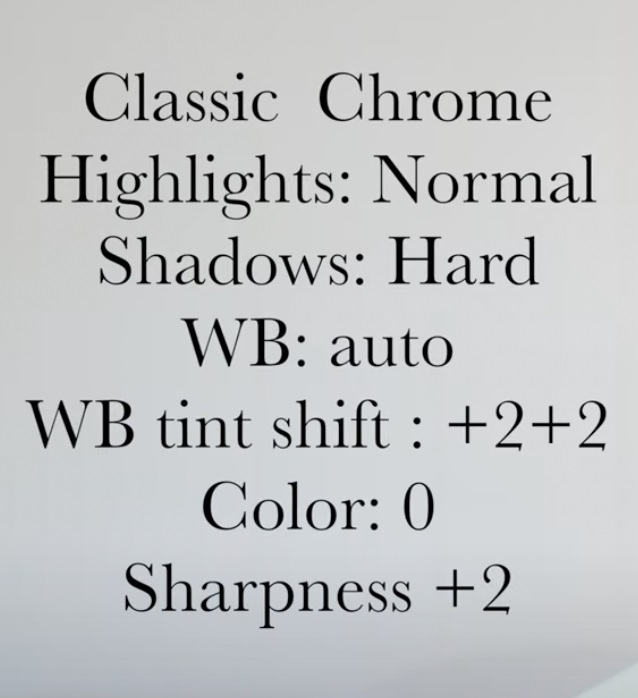 Classic Chrome
Highlights: Normal
Shadows: Hard
WB: auto
WB tint shift : +2+2
Color: 0
Sharpness +2